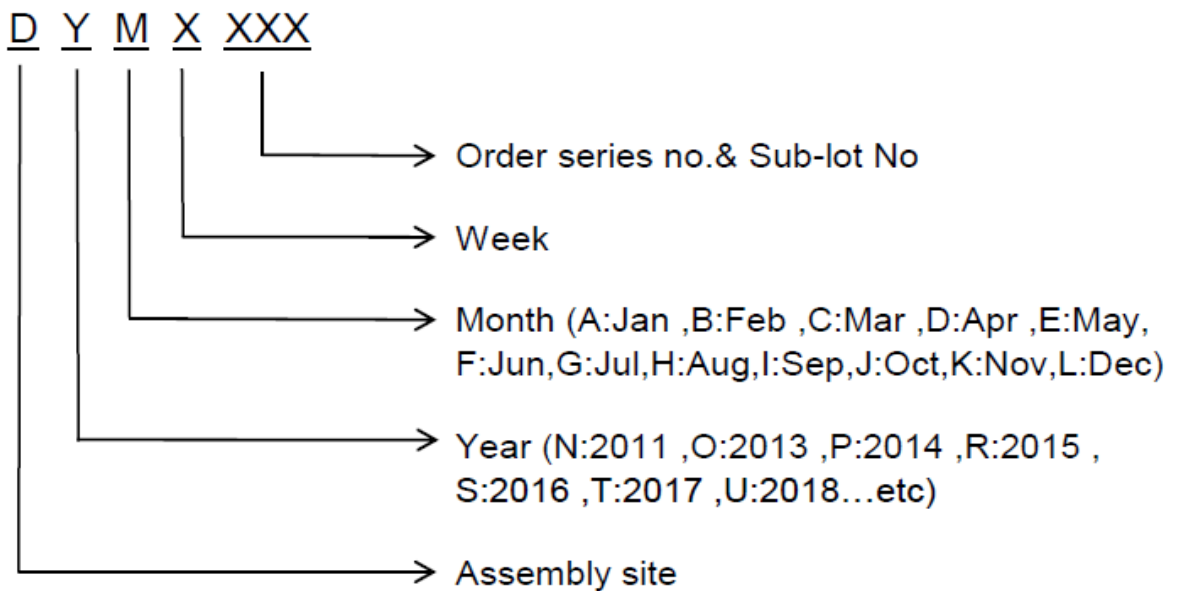 D Y M X XXX
Order series no.& Sub-lot No
Week
Month (A:Jan ,B:Feb ,C:Mar ,D:Apr ,E:May,
F:Jun,G:Jul,H:Aug,I:Sep,J:Oct,K:Nov,L:Dec)
Year (N:2011 ,O:2013 ,P:2014 ,R:2015 ,
S:2016 ,T:2017 ,U:2018…etc)
Assembly site